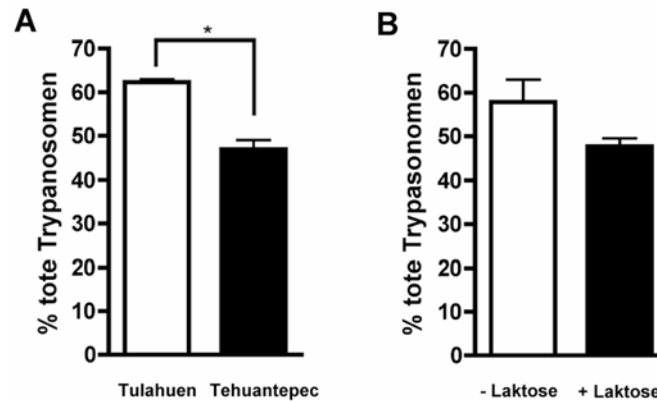 A
*
% tote Trypanosomen
70
60
50
40
30
20
10
0
Tulahuen Tehuantepec
B
% tote Trypasonomen
70
60
50
40
30
20
10
0
- Laktose + Laktose